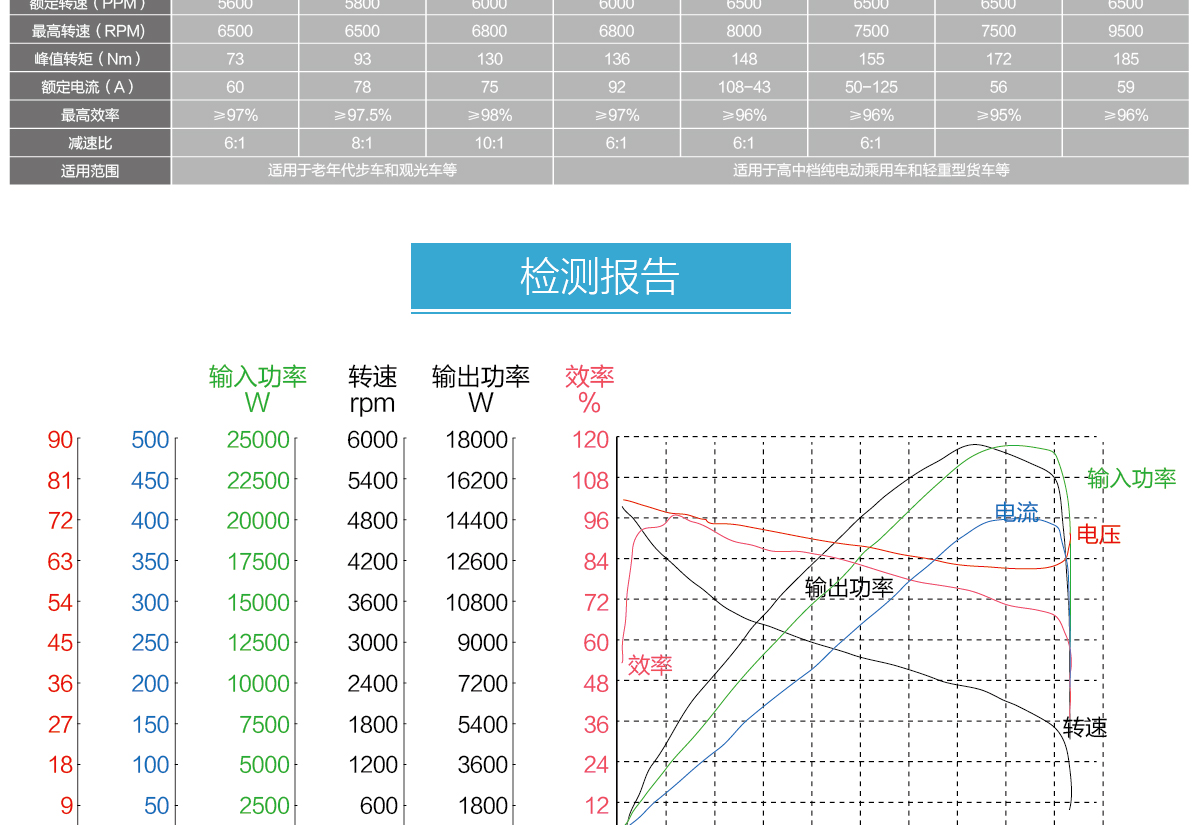 额定转速（PPM） 5600 5800 6000 6000 6500 6500 6500 6500
最高转速（RPM） 6500 6500 6800 6800 8000 7500 7500 9500
峰值转矩（Nm） 73 93 130 136 148 155 172 185
额定电流（A） 60 78 75 92 108-43 50-125 56 59
最高效率 ≥97% ≥97.5% ≥98% ≥97% ≥96% ≥96% ≥95% ≥96%
减速比 6:1 8:1 10:1 6:1 6:1 6:1
适用范围 适用于老年代步车和观光车等 适用于高中档纯电动乘用车和轻重型货车等
检测报告
输入功率 转速 输出功率 效率
W rpm W %
90 500 25000 6000 18000 120
81 450 22500 5400 16200 108
输入功率
72 400 20000 4800 14400 96
电流
电压
63 350 17500 4200 12600 84
输出功率
54 300 15000 3600 10800 72
45 250 12500 3000 9000 60
效率
36 200 10000 2400 7200 48
27 150 7500 1800 5400 36
转速
18 100 5000 1200 3600 24
9 50 2500 600 1800 12